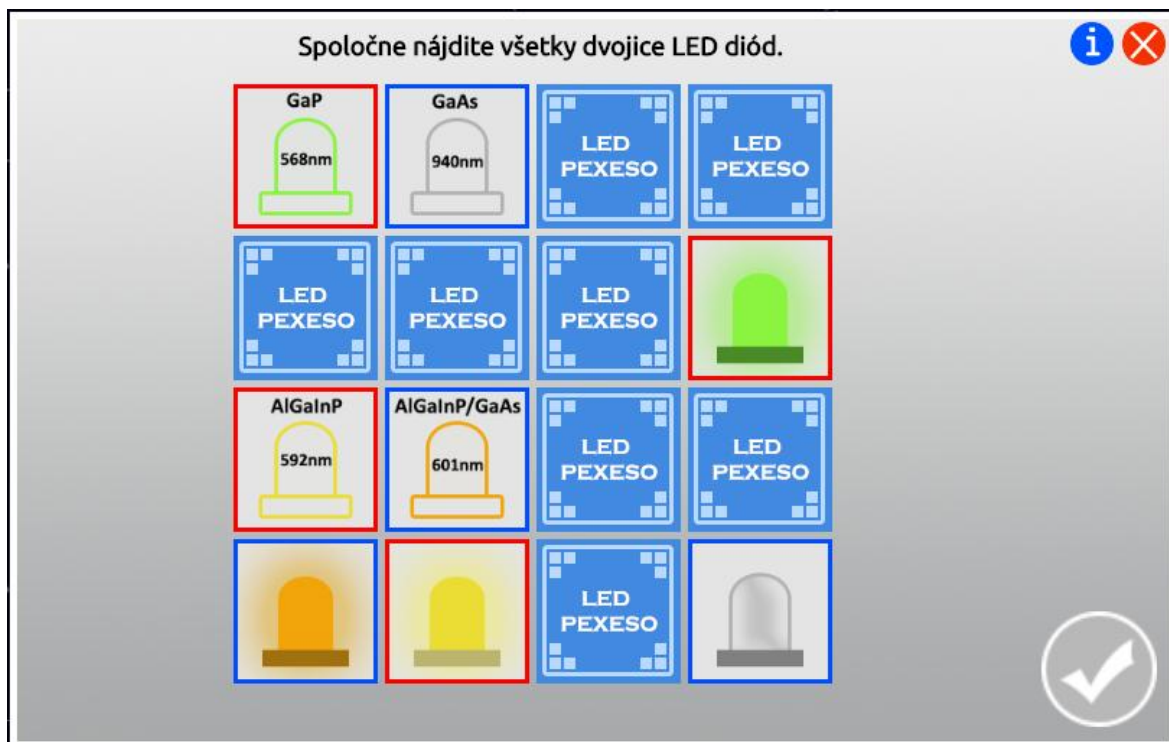 Spoločne nájdite všetky dvojice LED diód.
i
GaP
568nm
GaAs
940nm
LED
PEXESO
LED
PEXESO
LED
PEXESO
LED
PEXESO
LED
PEXESO
AlGaInP
592nm
AlGaInP/GaAs
601nm
LED
PEXESO
LED
PEXESO
LED
PEXESO